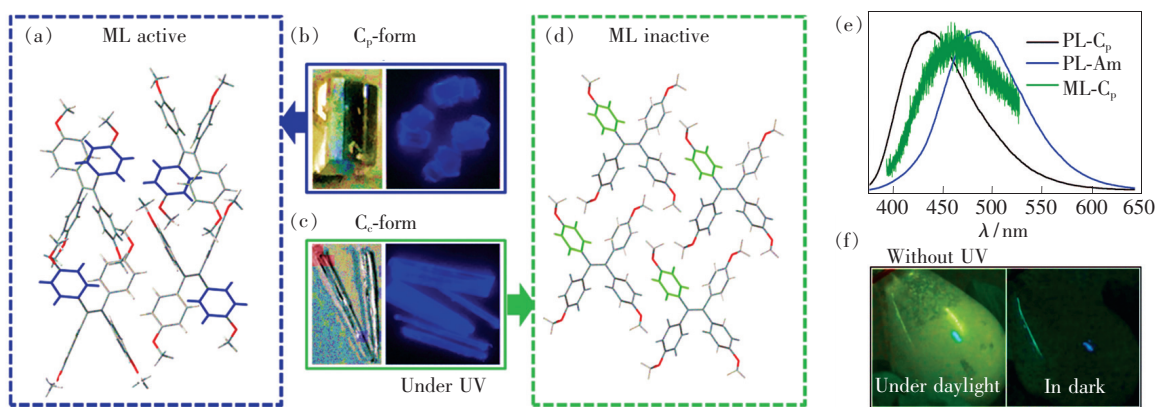 (a) ML active
(b) Cp-form
(c) Cc-form
Under UV
(d) ML inactive
(e)
PL-Cp
PL-Am
ML-Cp
400 450 500 550 600 650
λ/nm
(f)
Without UV
Under daylight
In dark